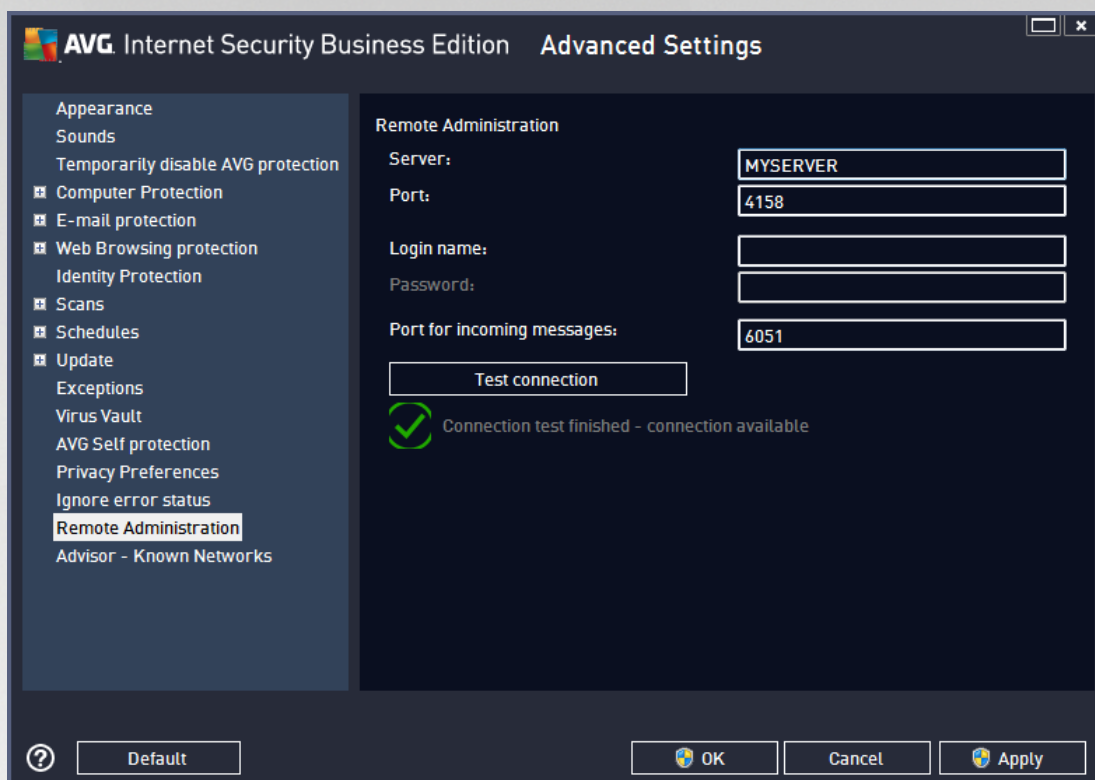 AVG. Internet Security Business Edition Advanced Settings
Appearance
Sounds
Temporarily disable AVG protection
Computer Protection
E-mail protection
Web Browsing protection
Identity Protection
Scans
Schedules
Update
Exceptions
Virus Vault
AVG Self protection
Privacy Preferences
Ignore error status
Remote Administration
Advisor - Known Networks
Remote Administration
Server: MYSERVER
Port: 4158
Login name:
Password:
Port for incoming messages: 6051
Test connection
Connection test finished - connection available
Default OK Cancel Apply